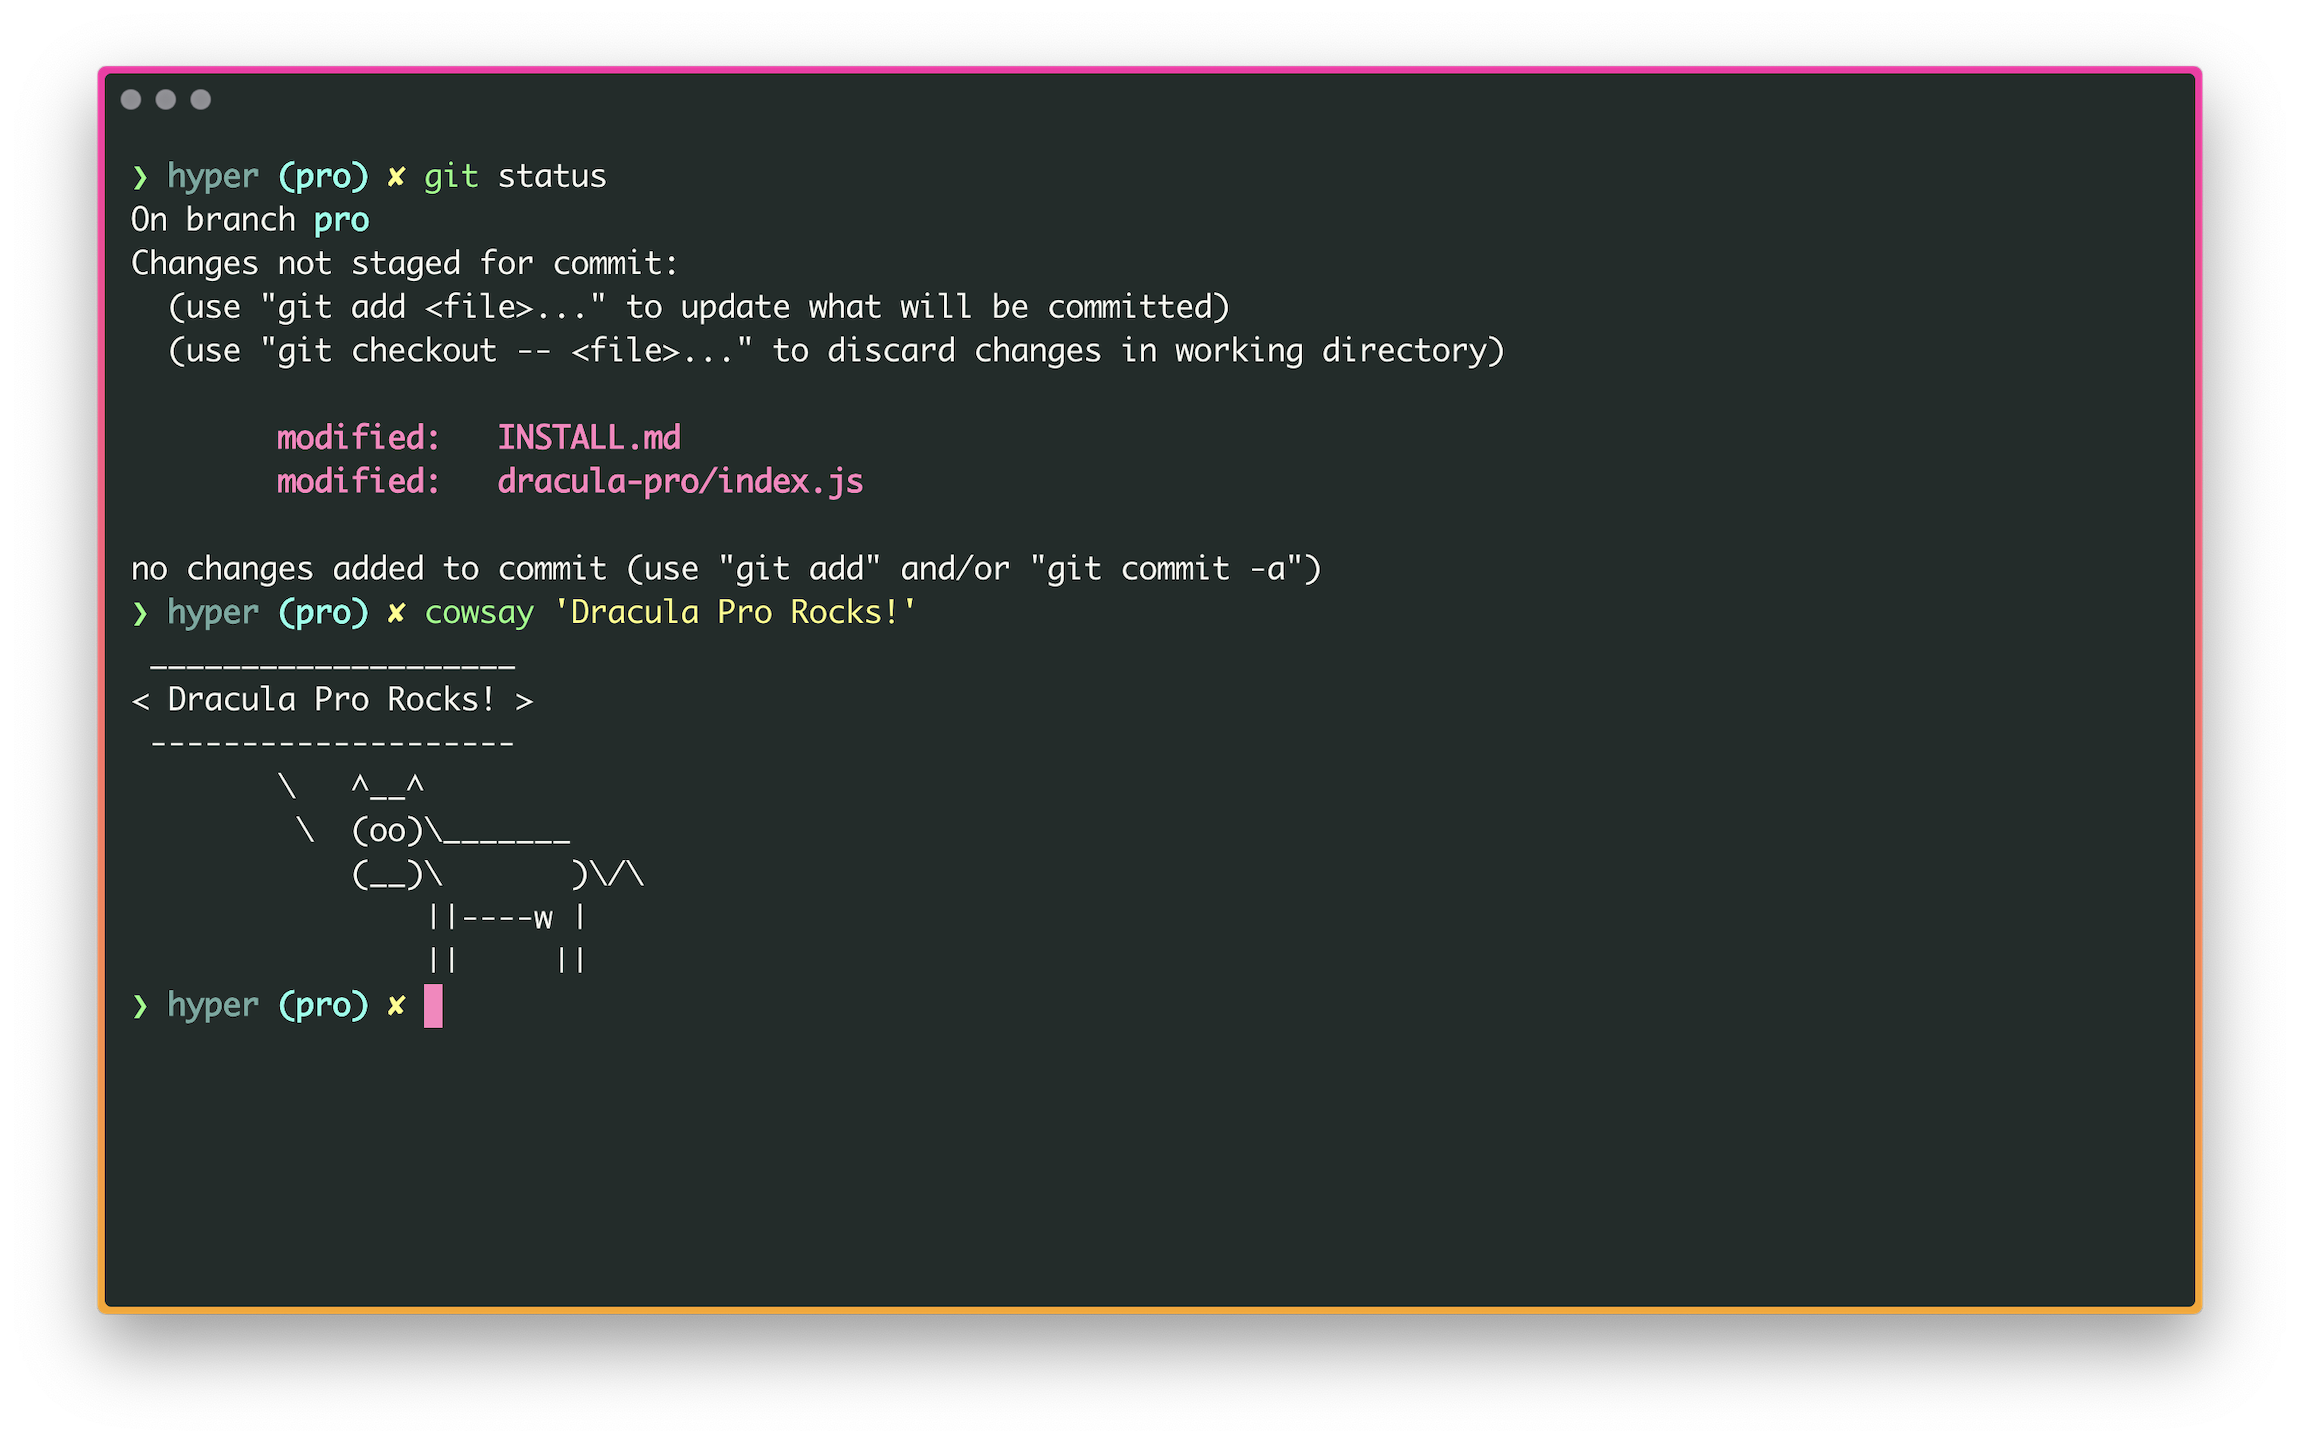 ❯ hyper (pro) ✘ git status
On branch pro
Changes not staged for commit:
  (use "git add <file>..." to update what will be committed)
  (use "git checkout -- <file>..." to discard changes in working directory)

        modified:   INSTALL.md
        modified:   dracula-pro/index.js

no changes added to commit (use "git add" and/or "git commit -a")
❯ hyper (pro) ✘ cowsay 'Dracula Pro Rocks!'
 ____________________
< Dracula Pro Rocks! >
 --------------------
        \   ^__^
         \  (oo)\_______
            (__)\       )\/\
                ||----w |
                ||     ||
❯ hyper (pro) ✘